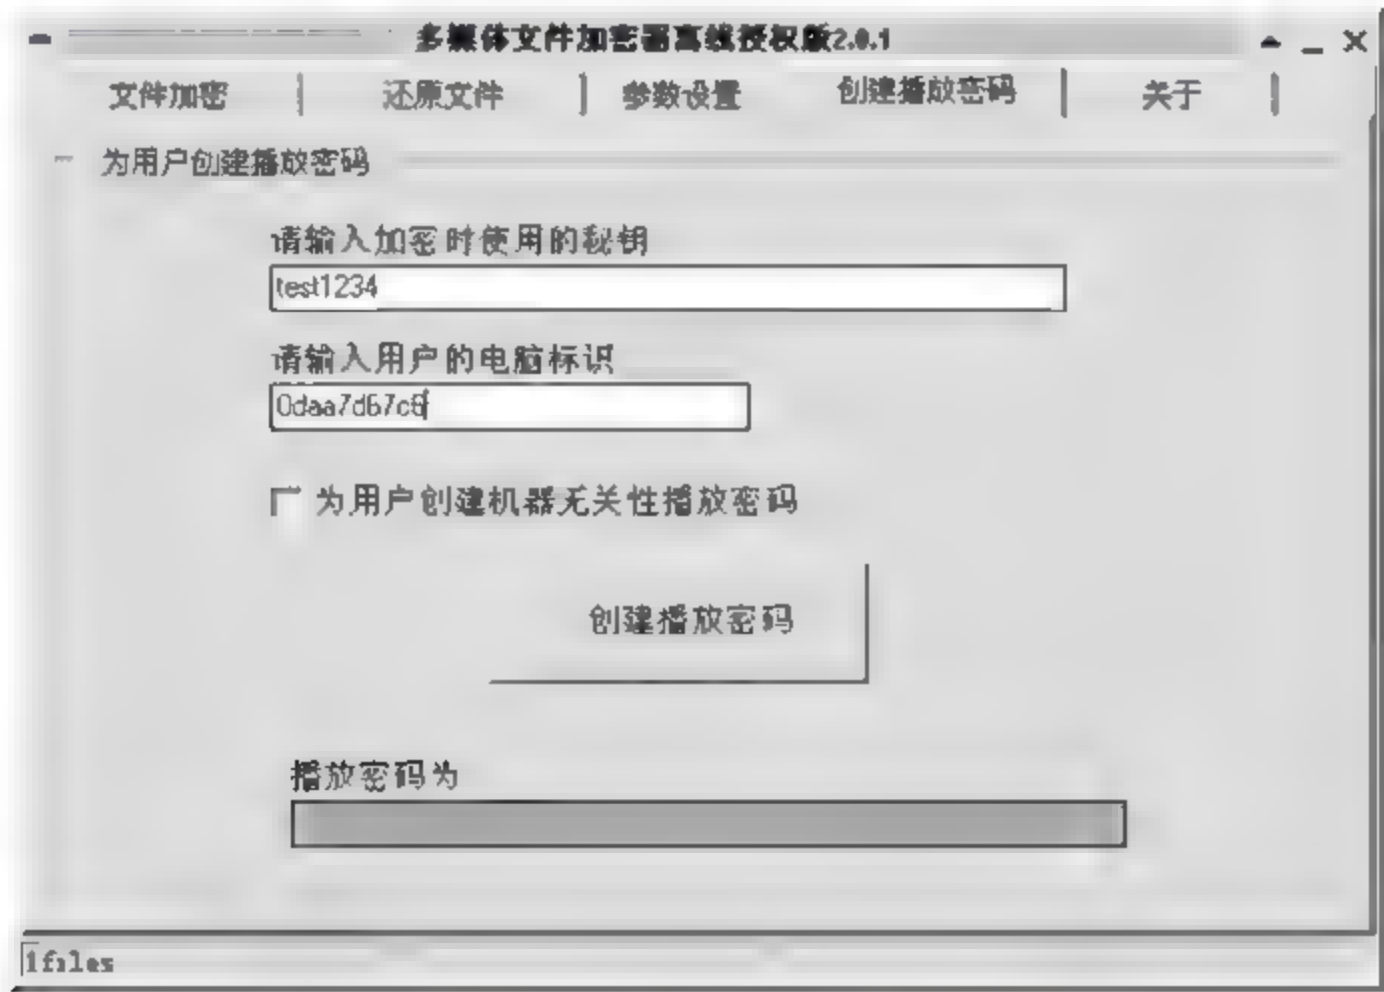 多媒体文件加密器离线授权版2.0.1
文件加密 还原文件 参数设置 创建播放密码 关于
为用户创建播放密码
请输入加密时使用的秘钥
test1234
请输入用户的电脑标识
0daa7d67c6
为用户创建机器无关性播放密码
创建播放密码
播放密码为
1files